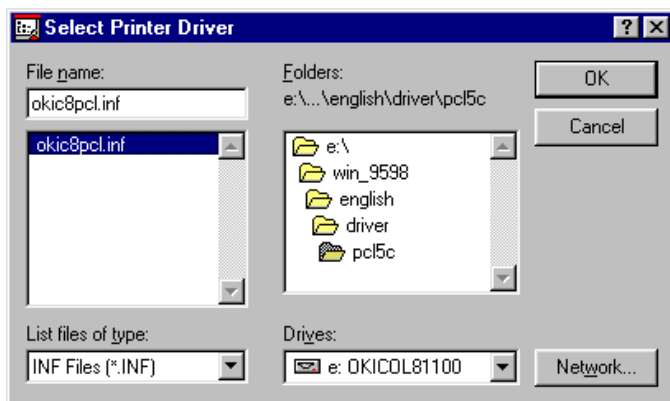 Select Printer Driver
File name:
okic8pcl.inf
okic8pcl.inf
List files of type:
INF Files (*.INF)
Folders:
e:\...\english\driver\pcl5c
e:\
win_9598
english
driver
pcl5c
Drives:
e: OKICOL81100
OK
Cancel
Network...